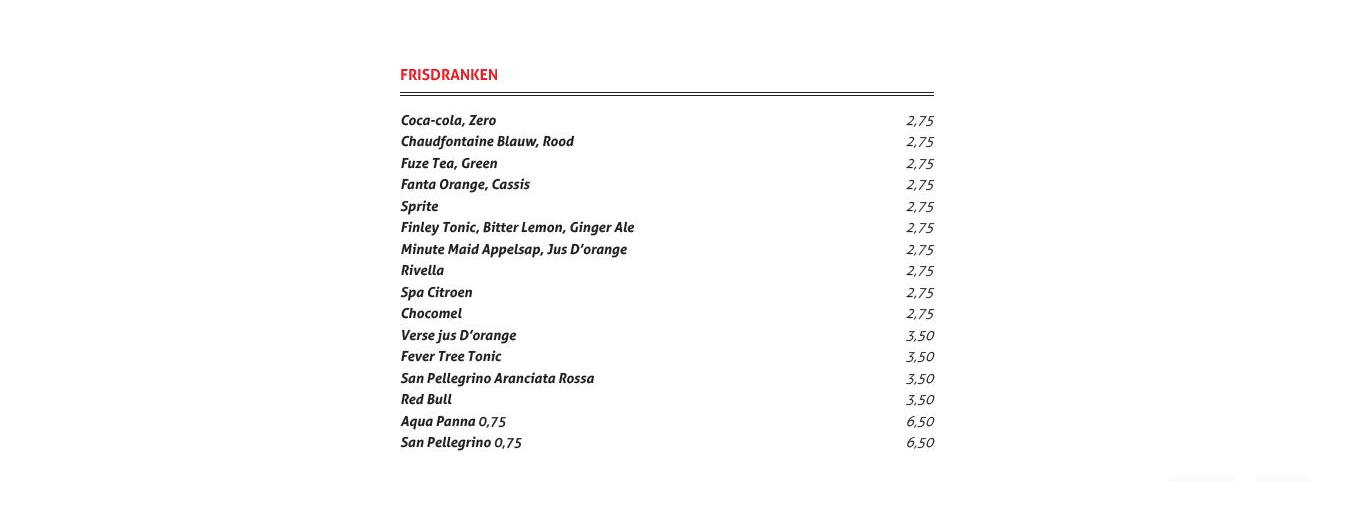 FRISDRANKEN
Coca-cola, Zero 2,75
Chaudfontaine Blauw, Rood 2,75
Fuze Tea, Green 2,75
Fanta Orange, Cassis 2,75
Sprite 2,75
Finley Tonic, Bitter Lemon, Ginger Ale 2,75
Minute Maid Appelsap, Jus D’orange 2,75
Rivella 2,75
Spa Citroen 2,75
Chocomel 2,75
Verse jus D’orange 3,50
Fever Tree Tonic 3,50
San Pellegrino Aranciata Rossa 3,50
Red Bull 3,50
Aqua Panna 0,75 6,50
San Pellegrino 0,75 6,50